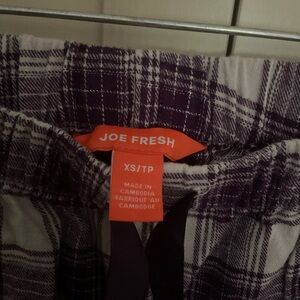 JOE FRESH
XS/TP
MADE IN
CAMBODIA
FABRIQUÉ AU
CAMBODGE